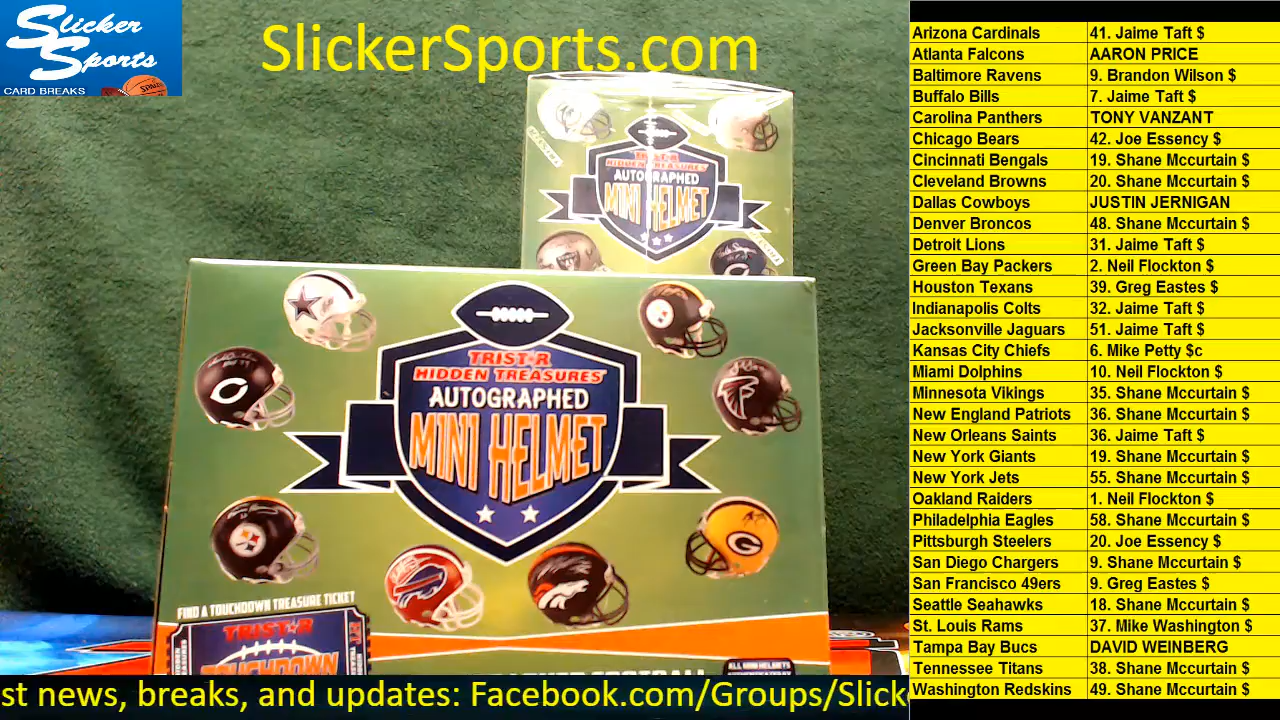 Slicker
Sports
CARD BREAKS
SPALDING
SlickerSports.com
TRIST★R
HIDDEN TREASURES
AUTOGRAPHED
MINI HELMET
TRIST★R
HIDDEN TREASURES
AUTOGRAPHED
MINI HELMET
FIND A TOUCHDOWN TREASURE TICKET
TRIST★R
TOUCHDOWN
st news, breaks, and updates: Facebook.com/Groups/Slick
Arizona Cardinals 41. Jaime Taft $
Atlanta Falcons AARON PRICE
Baltimore Ravens 9. Brandon Wilson $
Buffalo Bills 7. Jaime Taft $
Carolina Panthers TONY VANZANT
Chicago Bears 42. Joe Essency $
Cincinnati Bengals 19. Shane Mccurtain $
Cleveland Browns 20. Shane Mccurtain $
Dallas Cowboys JUSTIN JERNIGAN
Denver Broncos 48. Shane Mccurtain $
Detroit Lions 31. Jaime Taft $
Green Bay Packers 2. Neil Flockton $
Houston Texans 39. Greg Eastes $
Indianapolis Colts 32. Jaime Taft $
Jacksonville Jaguars 51. Jaime Taft $
Kansas City Chiefs 6. Mike Petty $c
Miami Dolphins 10. Neil Flockton $
Minnesota Vikings 35. Shane Mccurtain $
New England Patriots 36. Shane Mccurtain $
New Orleans Saints 36. Jaime Taft $
New York Giants 19. Shane Mccurtain $
New York Jets 55. Shane Mccurtain $
Oakland Raiders 1. Neil Flockton $
Philadelphia Eagles 58. Shane Mccurtain $
Pittsburgh Steelers 20. Joe Essency $
San Diego Chargers 9. Shane Mccurtain $
San Francisco 49ers 9. Greg Eastes $
Seattle Seahawks 18. Shane Mccurtain $
St. Louis Rams 37. Mike Washington $
Tampa Bay Bucs DAVID WEINBERG
Tennessee Titans 38. Shane Mccurtain $
Washington Redskins 49. Shane Mccurtain $